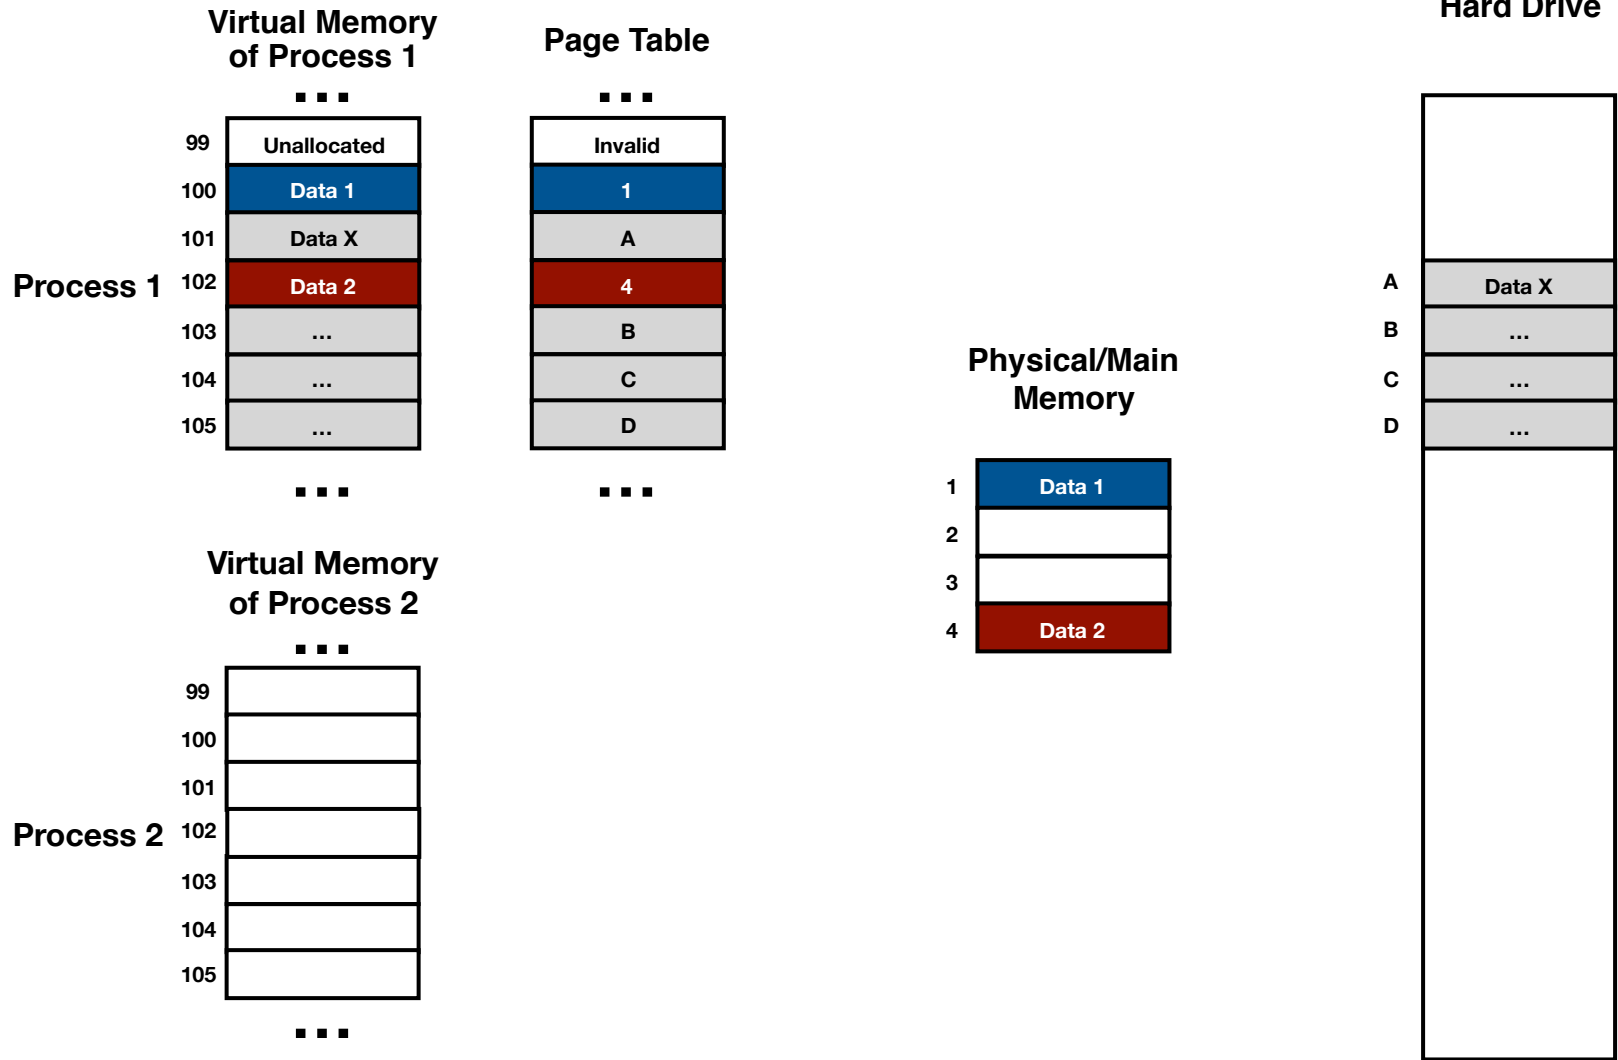 Hard Drive
Virtual Memory
of Process 1
Page Table
...
...
99 Unallocated Invalid
100 Data 1 1
101 Data X A
Process 1 102 Data 2 4
103 ... B
104 ... C
105 ... D
...
...
A Data X
B ...
C ...
D ...
Physical/Main
Memory
1 Data 1
2
3
4 Data 2
Virtual Memory
of Process 2
...
99
100
101
Process 2 102
103
104
105
...